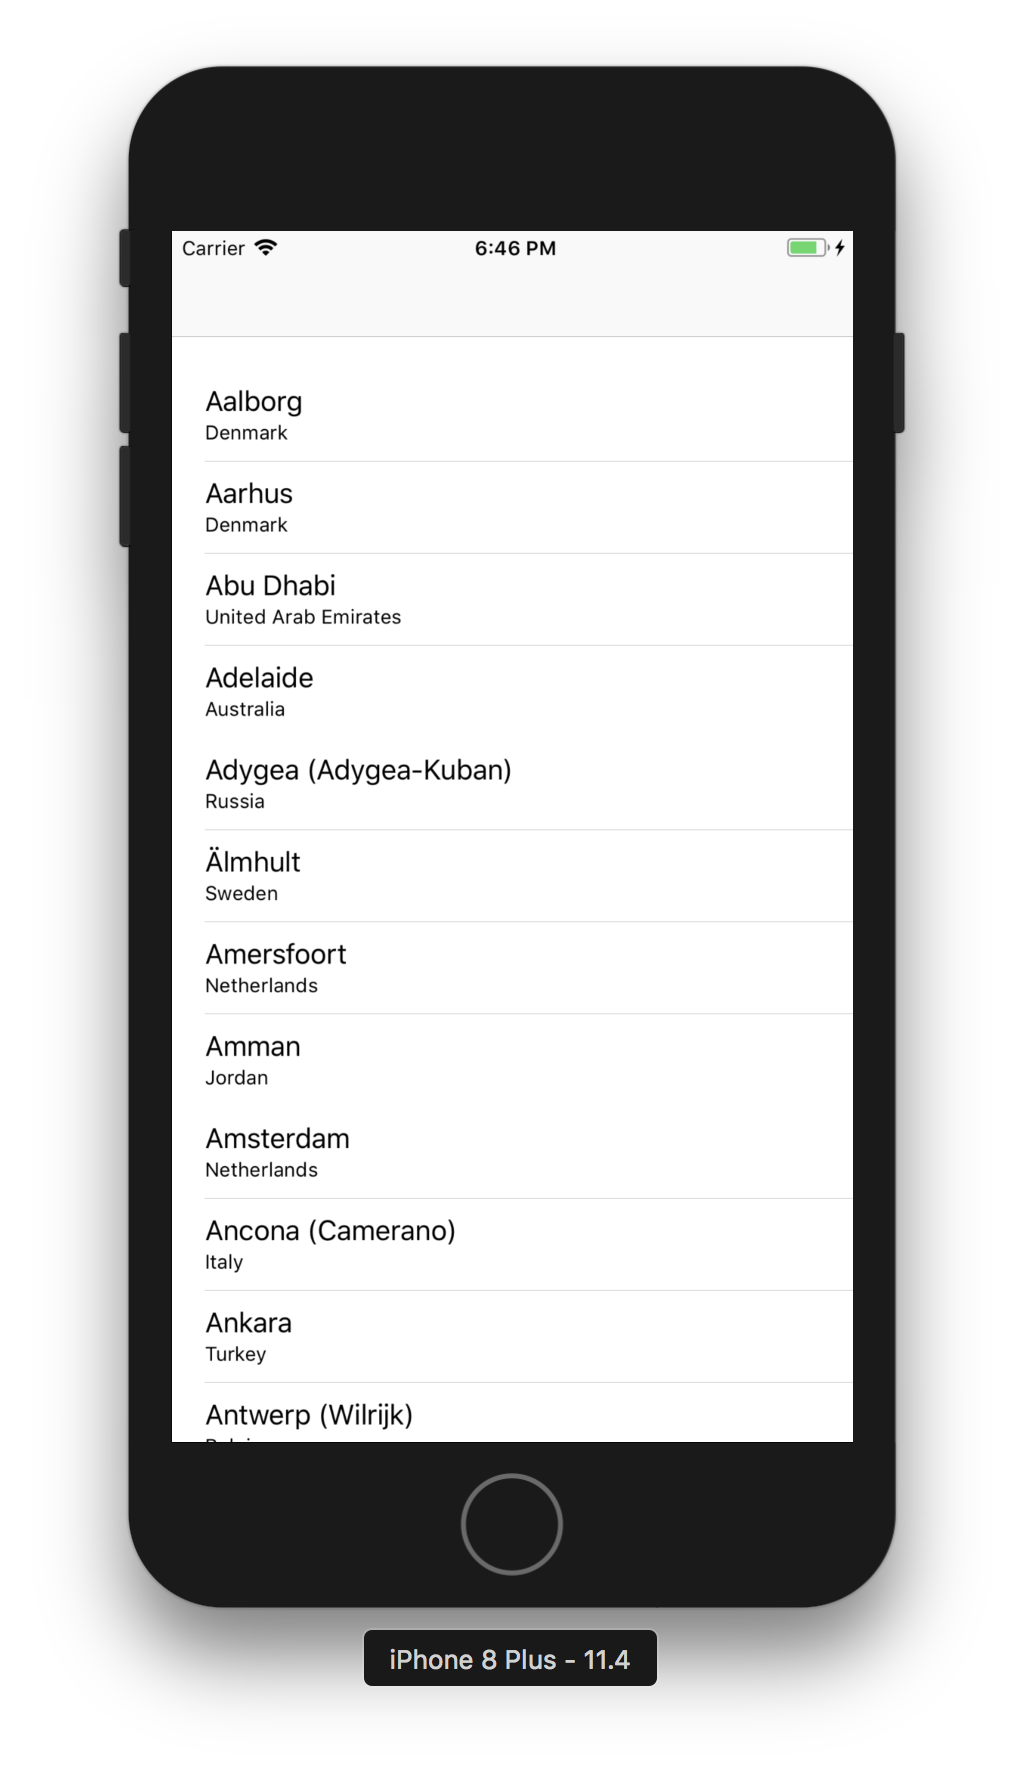 Carrier 6:46 PM
Aalborg
Denmark
Aarhus
Denmark
Abu Dhabi
United Arab Emirates
Adelaide
Australia
Adygea (Adygea-Kuban)
Russia
Älmhult
Sweden
Amersfoort
Netherlands
Amman
Jordan
Amsterdam
Netherlands
Ancona (Camerano)
Italy
Ankara
Turkey
Antwerp (Wilrijk)
iPhone 8 Plus - 11.4